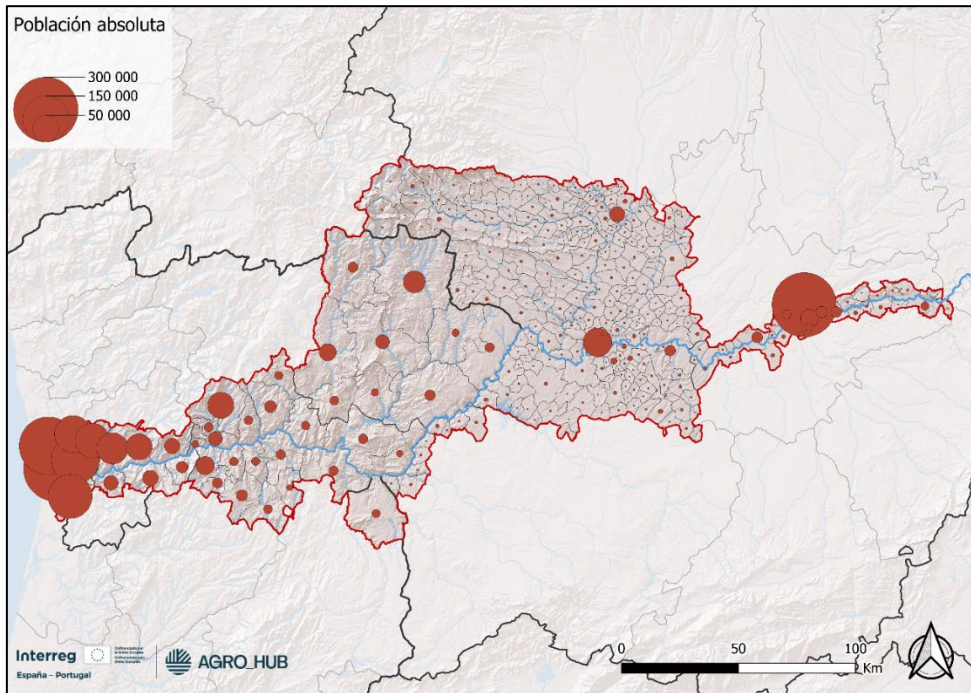 Población absoluta
300 000
150 000
50 000
Interreg
España – Portugal
AGRO_HUB
0 50 100
Km